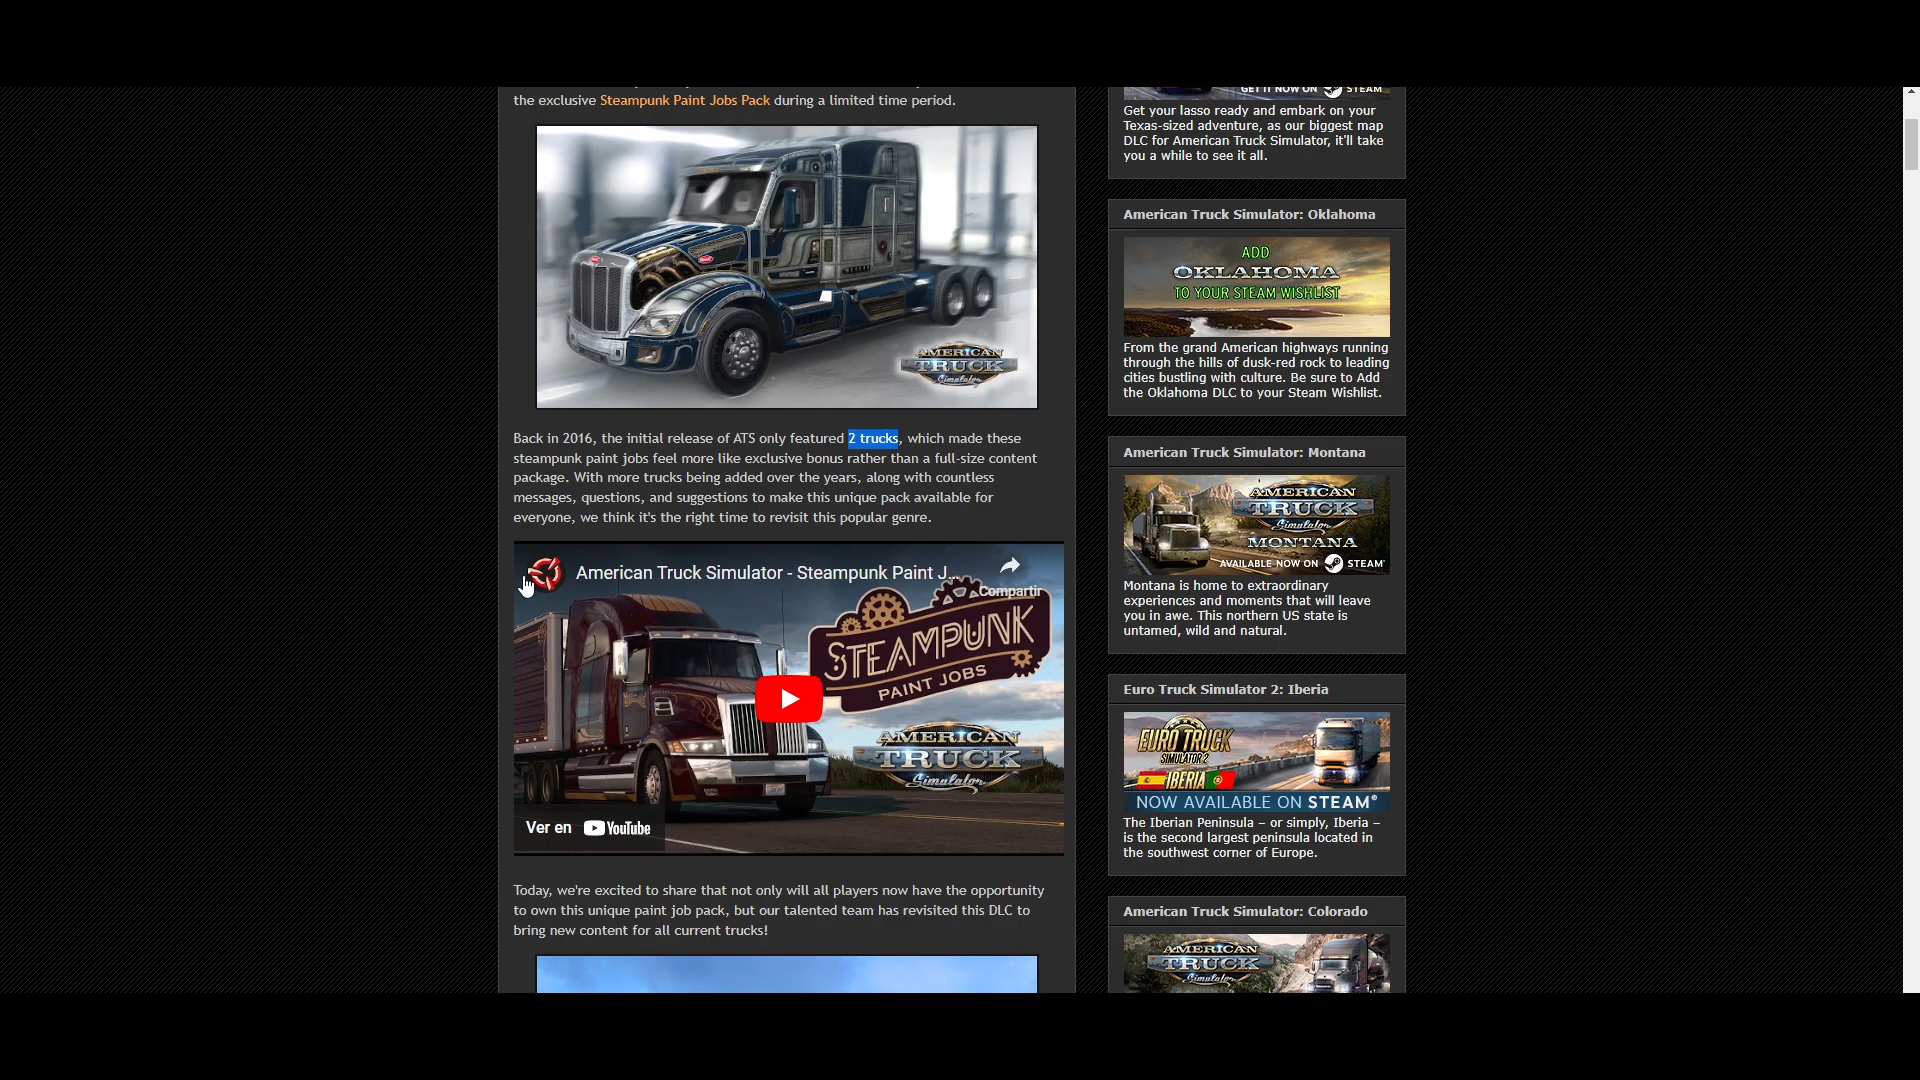 the exclusive Steampunk Paint Jobs Pack during a limited time period.
AMERICAN
TRUCK
Simulator
Back in 2016, the initial release of ATS only featured 2 trucks, which made these
steampunk paint jobs feel more like exclusive bonus rather than a full-size content
package. With more trucks being added over the years, along with countless
messages, questions, and suggestions to make this unique pack available for
everyone, we think it's the right time to revisit this popular genre.
American Truck Simulator - Steampunk Paint J...
Compartir
STEAMPUNK
PAINT JOBS
AMERICAN
TRUCK
Simulator
Ver en YouTube
Today, we're excited to share that not only will all players now have the opportunity
to own this unique paint job pack, but our talented team has revisited this DLC to
bring new content for all current trucks!
GET IT NOW ON STEAM
Get your lasso ready and embark on your
Texas-sized adventure, as our biggest map
DLC for American Truck Simulator, it'll take
you a while to see it all.
American Truck Simulator: Oklahoma
ADD
OKLAHOMA
TO YOUR STEAM WISHLIST
From the grand American highways running
through the hills of dusk-red rock to leading
cities bustling with culture. Be sure to Add
the Oklahoma DLC to your Steam Wishlist.
American Truck Simulator: Montana
AMERICAN
TRUCK
Simulator
MONTANA
AVAILABLE NOW ON STEAM
Montana is home to extraordinary
experiences and moments that will leave
you in awe. This northern US state is
untamed, wild and natural.
Euro Truck Simulator 2: Iberia
EURO TRUCK
SIMULATOR 2
IBERIA
NOW AVAILABLE ON STEAM®
The Iberian Peninsula – or simply, Iberia –
is the second largest peninsula located in
the southwest corner of Europe.
American Truck Simulator: Colorado
AMERICAN
TRUCK
Simulator